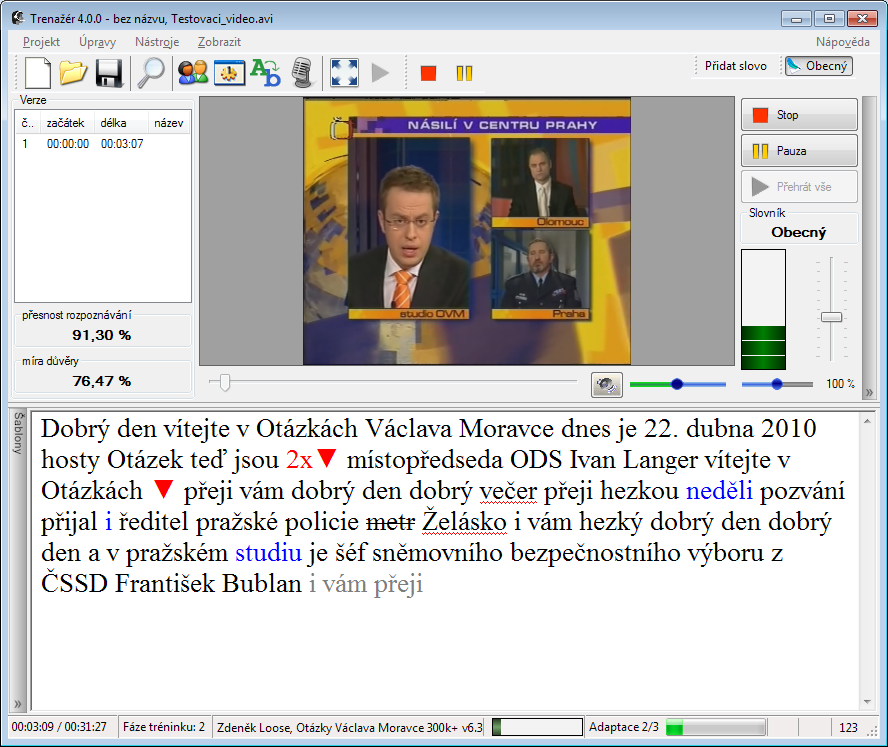 Trenažér 4.0.0 - bez názvu, Testovaci_video.avi
Projekt Úpravy Nástroje Zobrazit Nápověda
Přidat slovo Obecný
Verze
č.. začátek délka název
1 00:00:00 00:03:07
přesnost rozpoznávání
91,30 %
míra důvěry
76,47 %
NÁSILÍ V CENTRU PRAHY
Olomouc
studio OVM
Praha
Stop
Pauza
Přehrát vše
Slovník
Obecný
100 %
Šablony
Dobrý den vítejte v Otázkách Václava Moravce dnes je 22. dubna 2010
hosty Otázek teď jsou 2x▼ místopředseda ODS Ivan Langer vítejte v
Otázkách ▼ přeji vám dobrý den dobrý večer přeji hezkou neděli pozvání
přijal i ředitel pražské policie metr Želásko i vám hezký dobrý den dobrý
den a v pražském studiu je šéf sněmovního bezpečnostního výboru z
ČSSD František Bublan i vám přeji
00:03:09 / 00:31:27 Fáze tréninku: 2 Zdeněk Loose, Otázky Václava Moravce 300k+ v6.3 Adaptace 2/3 123